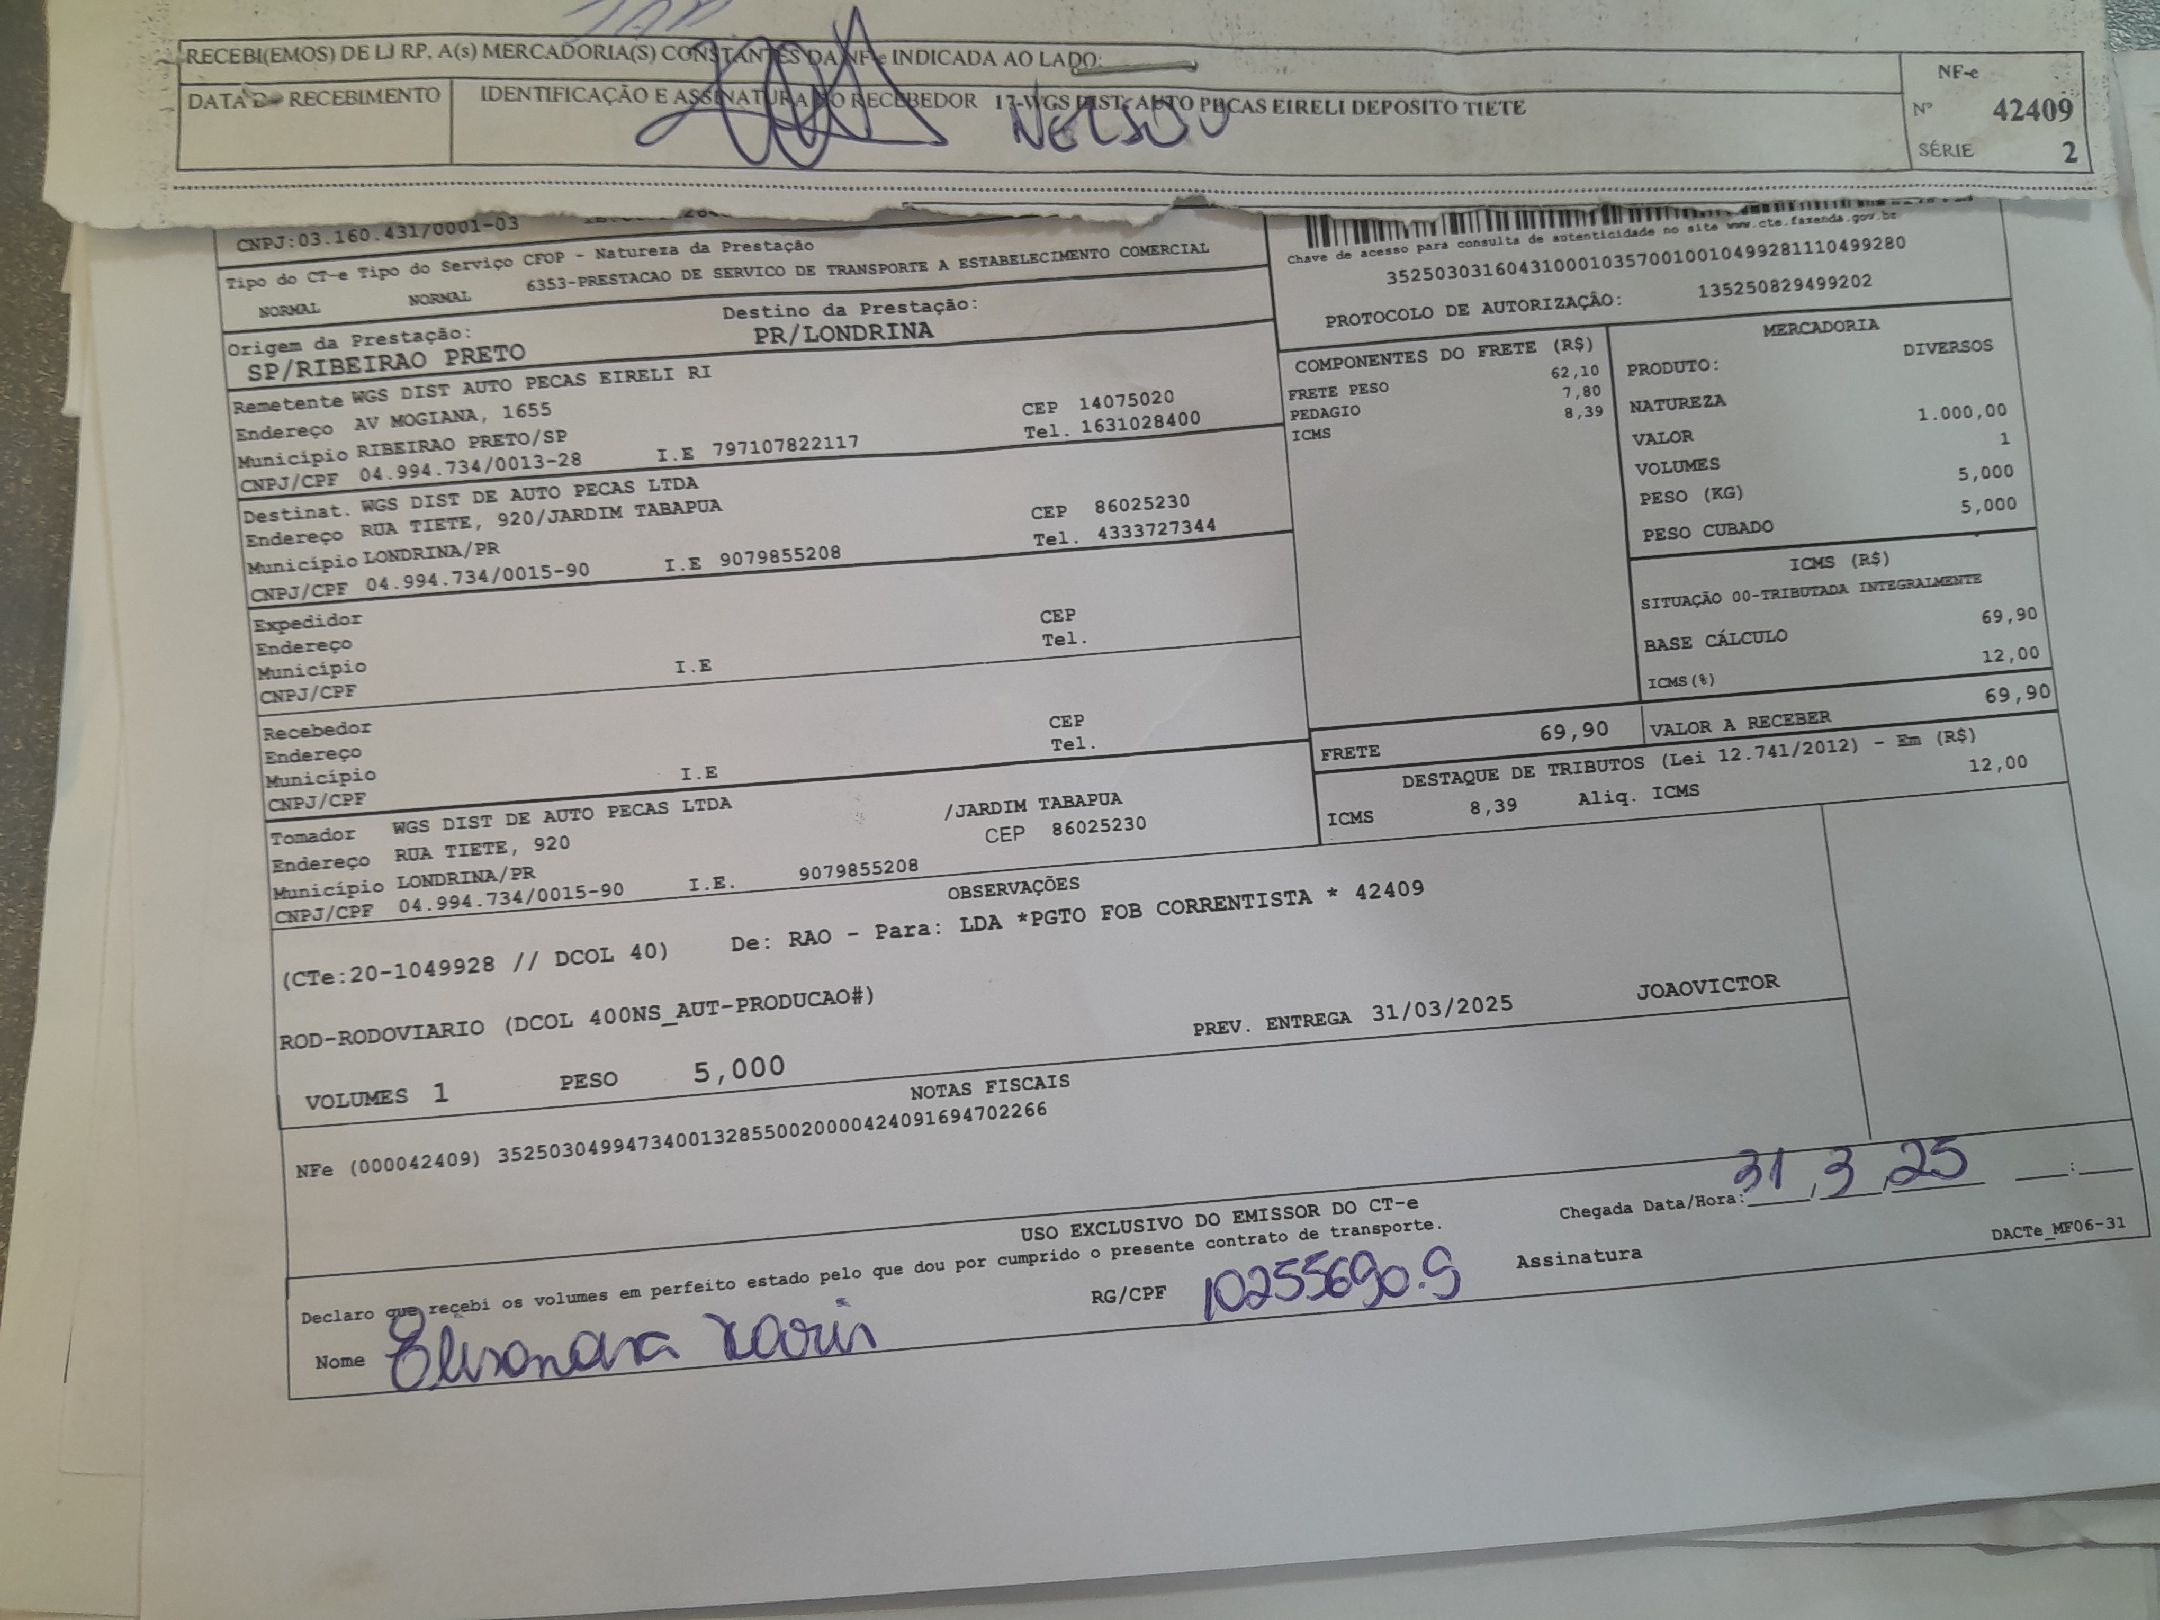 RECEBI(EMOS) DE LJ RP, A(s) MERCADORIA(S) CONSTANTES DA NF-e INDICADA AO LADO:
NF-e
DATA DE RECEBIMENTO IDENTIFICAÇÃO E ASSINATURA DO RECEBEDOR 17-WGS DIST. AUTO PECAS EIRELI DEPOSITO TIETE
Nº 42409
NELSON
SÉRIE 2
CNPJ:03.160.431/0001-03
Tipo do CT-e Tipo do Serviço CFOP - Natureza da Prestação
NORMAL NORMAL 6353-PRESTACAO DE SERVICO DE TRANSPORTE A ESTABELECIMENTO COMERCIAL
Origem da Prestação: Destino da Prestação:
SP/RIBEIRAO PRETO PR/LONDRINA
Remetente WGS DIST AUTO PECAS EIRELI RI
Endereço AV MOGIANA, 1655 CEP 14075020
Município RIBEIRAO PRETO/SP Tel. 1631028400
CNPJ/CPF 04.994.734/0013-28 I.E 797107822117
Destinat. WGS DIST DE AUTO PECAS LTDA
Endereço RUA TIETE, 920/JARDIM TABAPUA CEP 86025230
Município LONDRINA/PR Tel. 4333727344
CNPJ/CPF 04.994.734/0015-90 I.E 9079855208
Expedidor
Endereço CEP
Município Tel.
CNPJ/CPF I.E
Recebedor
Endereço CEP
Município Tel.
CNPJ/CPF I.E
Tomador WGS DIST DE AUTO PECAS LTDA
Endereço RUA TIETE, 920 /JARDIM TABAPUA
Município LONDRINA/PR CEP 86025230
CNPJ/CPF 04.994.734/0015-90 I.E. 9079855208
Chave de acesso para consulta de autenticidade no site www.cte.fazenda.gov.br
35250303160431000103570010010499281110499280
PROTOCOLO DE AUTORIZAÇÃO: 135250829499202
COMPONENTES DO FRETE (R$)
FRETE PESO 62,10
PEDAGIO 7,80
ICMS 8,39
MERCADORIA
PRODUTO: DIVERSOS
NATUREZA
VALOR 1.000,00
VOLUMES 1
PESO (KG) 5,000
PESO CUBADO 5,000
ICMS (R$)
SITUAÇÃO 00-TRIBUTADA INTEGRALMENTE
BASE CÁLCULO 69,90
ICMS(%) 12,00
FRETE 69,90 VALOR A RECEBER 69,90
DESTAQUE DE TRIBUTOS (Lei 12.741/2012) - Em (R$)
ICMS 8,39 Aliq. ICMS 12,00
OBSERVAÇÕES
(CTe:20-1049928 // DCOL 40) De: RAO - Para: LDA *PGTO FOB CORRENTISTA * 42409
ROD-RODOVIARIO (DCOL 400NS_AUT-PRODUCAO#)
VOLUMES 1 PESO 5,000 PREV. ENTREGA 31/03/2025 JOAOVICTOR
NOTAS FISCAIS
NFe (000042409) 35250304994734001328550020000424091694702266
USO EXCLUSIVO DO EMISSOR DO CT-e
Declaro que recebi os volumes em perfeito estado pelo que dou por cumprido o presente contrato de transporte.
Chegada Data/Hora: 31/3/25 __:__
Nome Elisandra RG/CPF 10255690.9 Assinatura
DACTe_MF06-31